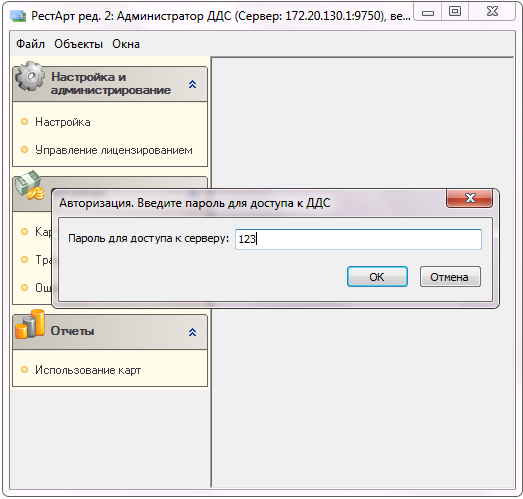 РестАрт ред. 2: Администратор ДДС (Сервер: 172.20.130.1:9750), ве...
Файл Объекты Окна
Настройка и
администрирование
Настройка
Управление лицензированием
Авторизация. Введите пароль для доступа к ДДС
Пароль для доступа к серверу: 123
ОК Отмена
Отчеты
Использование карт